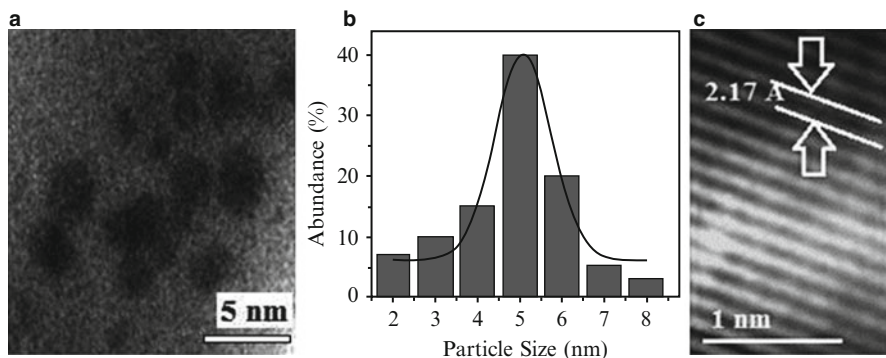 a
5 nm
b
Abundance (%)
40
30
20
10
0
2 3 4 5 6 7 8
Particle Size (nm)
c
2.17 A
1 nm